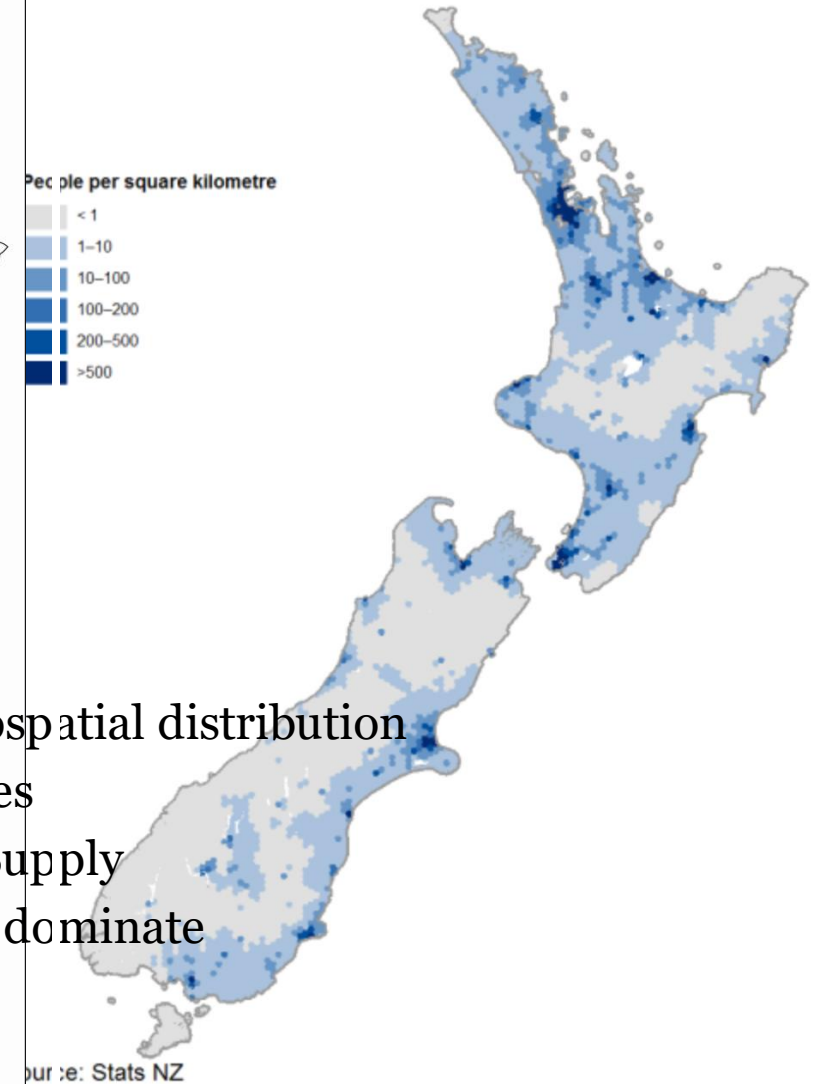 People per square kilometre
< 1
1–10
10–100
100–200
200–500
>500
spatial distribution
es
upply
dominate
ource: Stats NZ